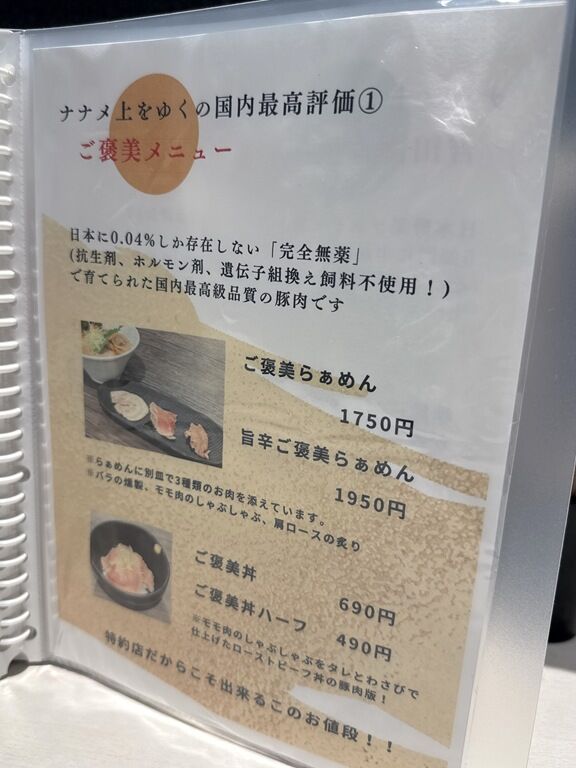 ナナメ上をゆくの国内最高評価①
ご褒美メニュー
日本に0.04%しか存在しない「完全無薬」
(抗生剤、ホルモン剤、遺伝子組換え飼料不使用！)
で育てられた国内最高級品質の豚肉です
ご褒美らぁめん
1750円
旨辛ご褒美らぁめん
1950円
※らぁめんに別皿で3種類のお肉を添えています。
※バラの燻製、モモ肉のしゃぶしゃぶ、肩ロースの炙り
ご褒美丼
690円
ご褒美丼ハーフ
490円
※モモ肉のしゃぶしゃぶをタレとわさびで
仕上げたローストビーフ丼の豚肉版！
特約店だからこそ出来るこのお値段！！